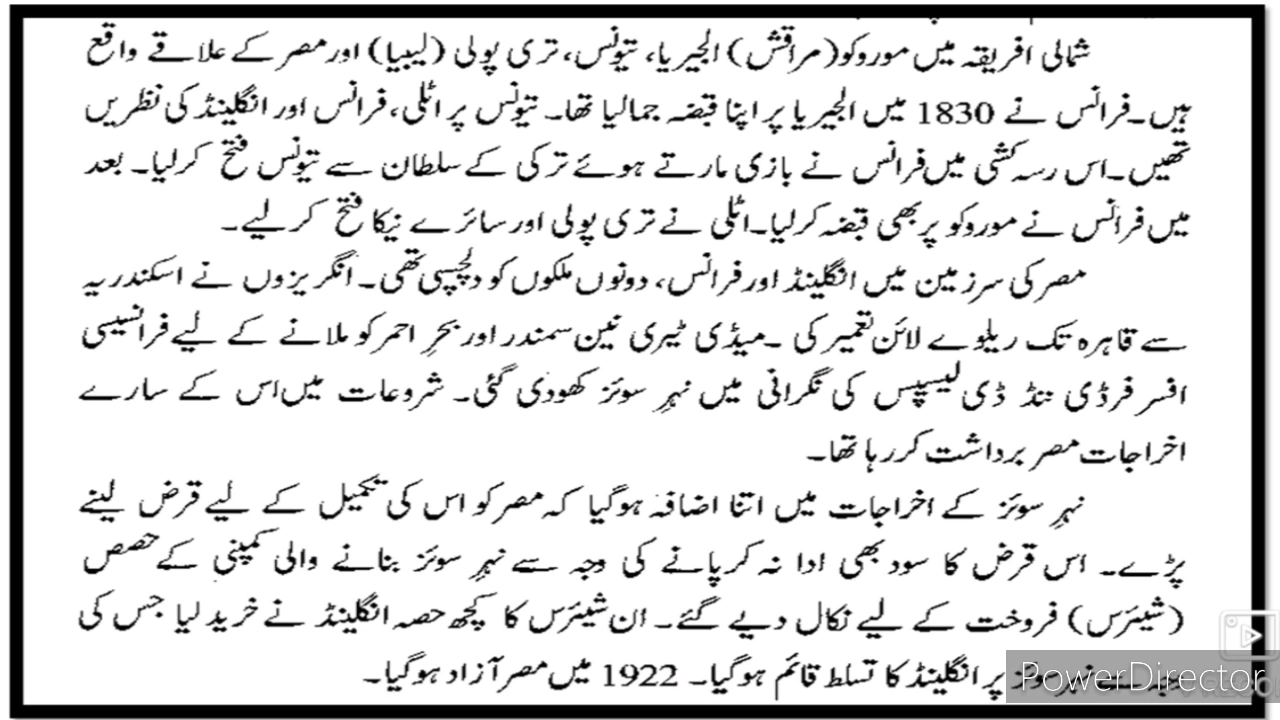 شمالی افریقہ میں موروکو(مراقش) الجیریا، تیونس، تری پولی (لیبیا) اور مصر کے علاقے واقع
ہیں۔ فرانس نے 1830 میں الجیریا پر اپنا قبضہ جمالیا تھا۔ تیونس پر اٹلی، فرانس اور انگلینڈ کی نظریں
تھیں۔ اس رسہ کشی میں فرانس نے بازی مارتے ہوئے ترکی کے سلطان سے تیونس فتح کرلیا۔ بعد
میں فرانس نے موروکو پر بھی قبضہ کرلیا۔ اٹلی نے تری پولی اور سائرے نیکا فتح کر لیے۔
مصر کی سرزمین میں انگلینڈ اور فرانس، دونوں ملکوں کو دلچسپی تھی۔ انگریزوں نے اسکندریہ
سے قاہرہ تک ریلوے لائن تعمیر کی ۔ میڈی ٹیری نین سمندر اور بحرِ احمر کو ملانے کے لیے فرانسیسی
افسر فرڈی ننڈ ڈی لیسیپس کی نگرانی میں نہرِ سوئز کھودی گئی۔ شروعات میں اس کے سارے
اخراجات مصر برداشت کررہا تھا۔
نہرِ سوئز کے اخراجات میں اتنا اضافہ ہوگیا کہ مصر کو اس کی تکمیل کے لیے قرض لینے
پڑے۔ اس قرض کا سود بھی ادا نہ کر پانے کی وجہ سے نہرِ سوئز بنانے والی کمپنی کے حصص
(شیئرس) فروخت کے لیے نکال دیے گئے۔ ان شیئرس کا کچھ حصہ انگلینڈ نے خرید لیا جس کی
پر انگلینڈ کا تسلط قائم ہوگیا۔ 1922 میں مصر آزاد ہوگیا۔
PowerDirector